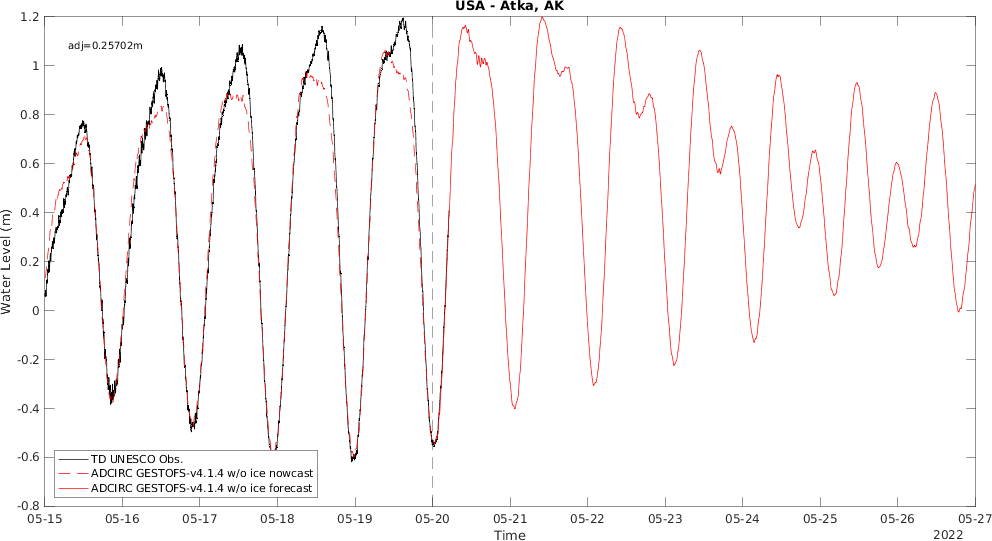 USA - Atka, AK
adj=0.25702m
Water Level (m)
1.2
1
0.8
0.6
0.4
0.2
0
-0.2
-0.4
-0.6
-0.8
TD UNESCO Obs.
ADCIRC GESTOFS-v4.1.4 w/o ice nowcast
ADCIRC GESTOFS-v4.1.4 w/o ice forecast
05-15 05-16 05-17 05-18 05-19 05-20 05-21 05-22 05-23 05-24 05-25 05-26 05-27
Time
2022